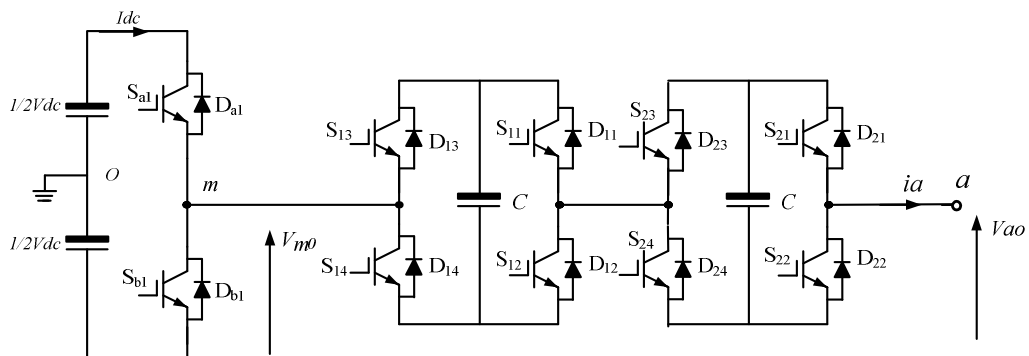 Idc
1/2Vdc
1/2Vdc
O
Sa1
Da1
m
Sb1
Db1
Vm0
S13
D13
S14
D14
C
S11
D11
S12
D12
S23
D23
S24
D24
C
S21
D21
S22
D22
ia
a
Vao